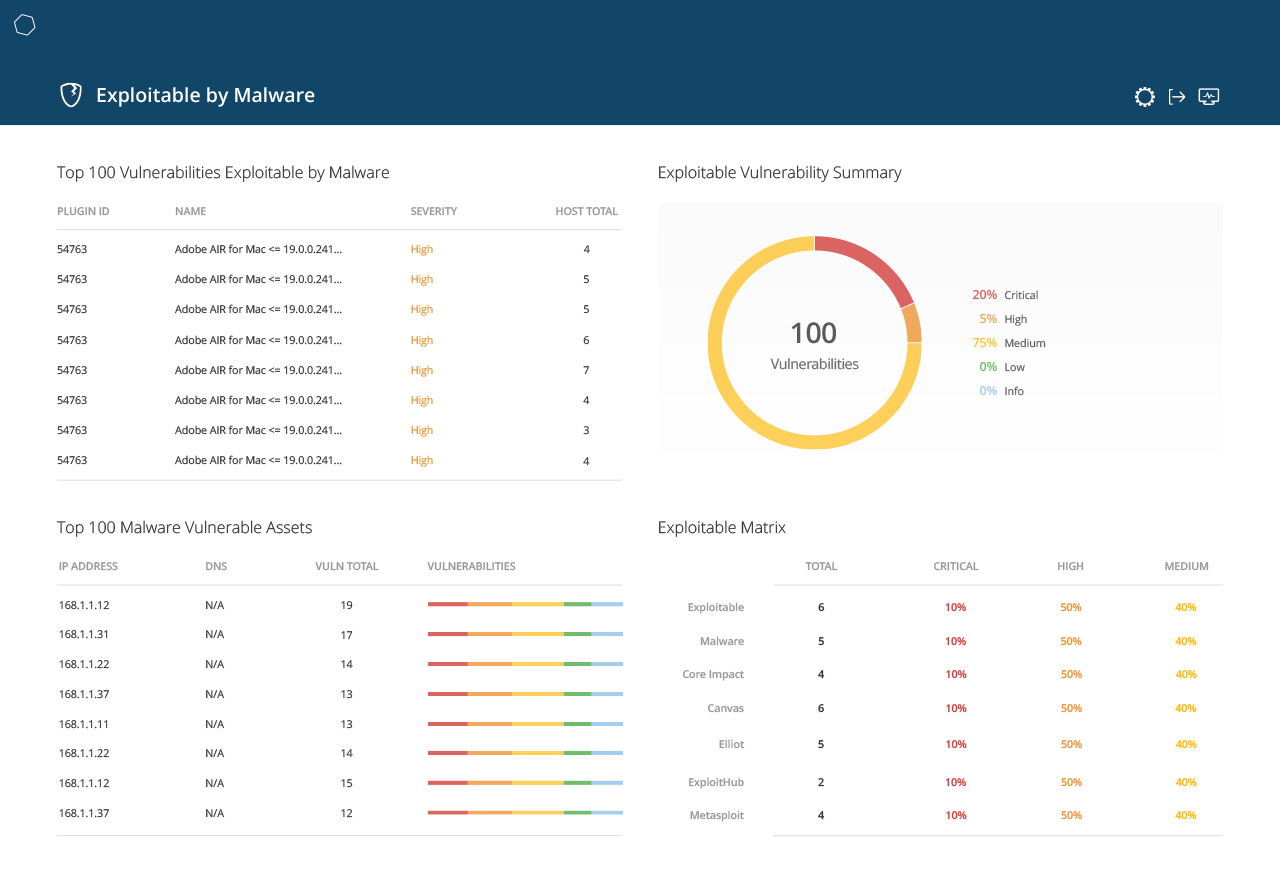 Exploitable by Malware
Top 100 Vulnerabilities Exploitable by Malware
PLUGIN ID NAME SEVERITY HOST TOTAL
54763 Adobe AIR for Mac <= 19.0.0.241... High 4
54763 Adobe AIR for Mac <= 19.0.0.241... High 5
54763 Adobe AIR for Mac <= 19.0.0.241... High 5
54763 Adobe AIR for Mac <= 19.0.0.241... High 6
54763 Adobe AIR for Mac <= 19.0.0.241... High 7
54763 Adobe AIR for Mac <= 19.0.0.241... High 4
54763 Adobe AIR for Mac <= 19.0.0.241... High 3
54763 Adobe AIR for Mac <= 19.0.0.241... High 4
Exploitable Vulnerability Summary
100
Vulnerabilities
20% Critical
5% High
75% Medium
0% Low
0% Info
Top 100 Malware Vulnerable Assets
IP ADDRESS DNS VULN TOTAL VULNERABILITIES
168.1.1.12 N/A 19
168.1.1.31 N/A 17
168.1.1.22 N/A 14
168.1.1.37 N/A 13
168.1.1.11 N/A 13
168.1.1.22 N/A 14
168.1.1.12 N/A 15
168.1.1.37 N/A 12
Exploitable Matrix
TOTAL CRITICAL HIGH MEDIUM
Exploitable 6 10% 50% 40%
Malware 5 10% 50% 40%
Core Impact 4 10% 50% 40%
Canvas 6 10% 50% 40%
Elliot 5 10% 50% 40%
ExploitHub 2 10% 50% 40%
Metasploit 4 10% 50% 40%